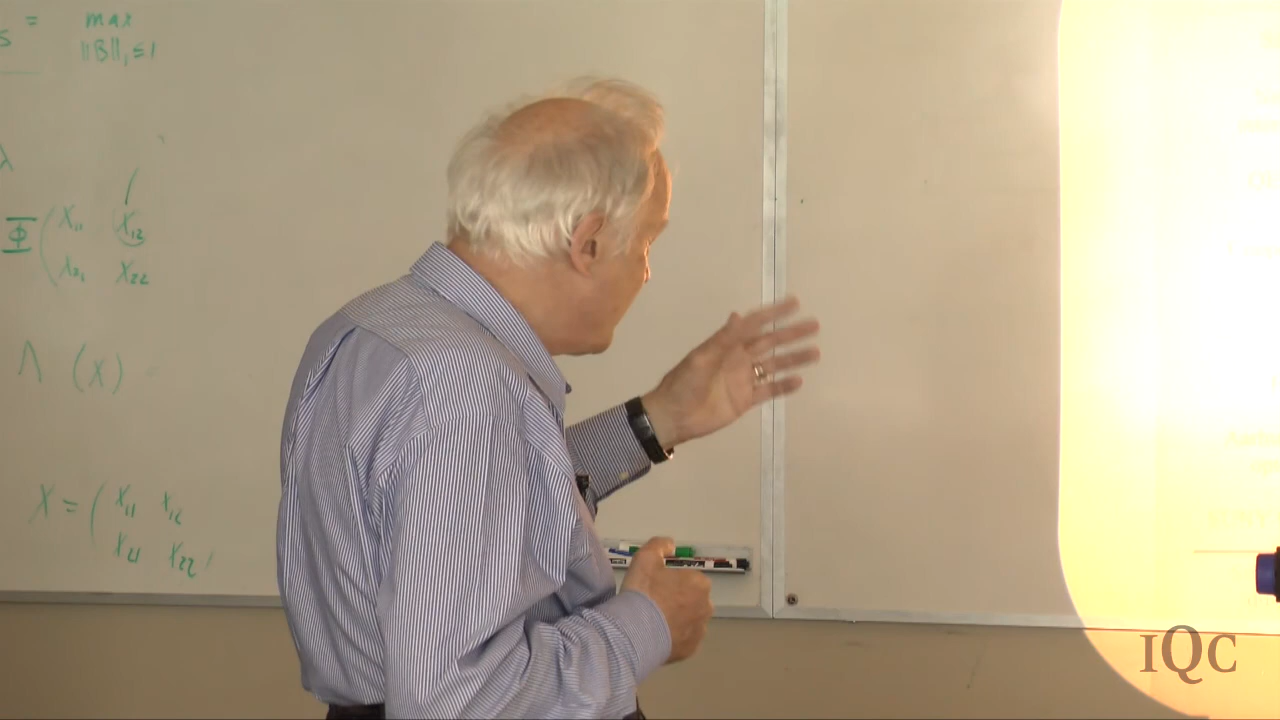 s = max
||B||₁ ≤ 1
λ
Φ ( X₁₁ X₁₂
X₂₁ X₂₂
Λ (X)
X = ( X₁₁ X₁₂
X₂₁ X₂₂
IQC